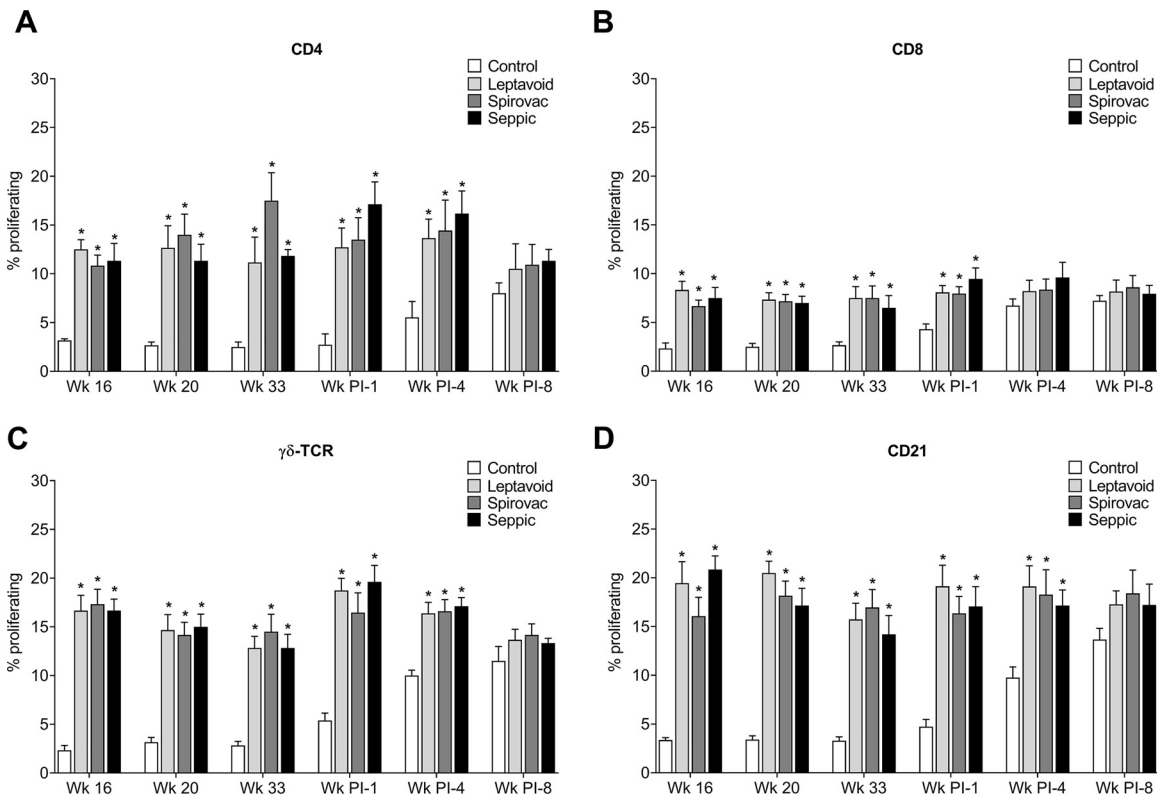 A
CD4
Control
Leptavoid
Spirovac
Seppic
% proliferating
30
25
20
15
10
5
0
* * * * * * * * * * * * * * *
Wk 16 Wk 20 Wk 33 Wk PI-1 Wk PI-4 Wk PI-8
B
CD8
Control
Leptavoid
Spirovac
Seppic
% proliferating
30
25
20
15
10
5
0
* * * * * * * * * * * *
Wk 16 Wk 20 Wk 33 Wk PI-1 Wk PI-4 Wk PI-8
C
γδ-TCR
Control
Leptavoid
Spirovac
Seppic
% proliferating
30
25
20
15
10
5
0
* * * * * * * * * * * * * * *
Wk 16 Wk 20 Wk 33 Wk PI-1 Wk PI-4 Wk PI-8
D
CD21
Control
Leptavoid
Spirovac
Seppic
% proliferating
30
25
20
15
10
5
0
* * * * * * * * * * * * * * *
Wk 16 Wk 20 Wk 33 Wk PI-1 Wk PI-4 Wk PI-8